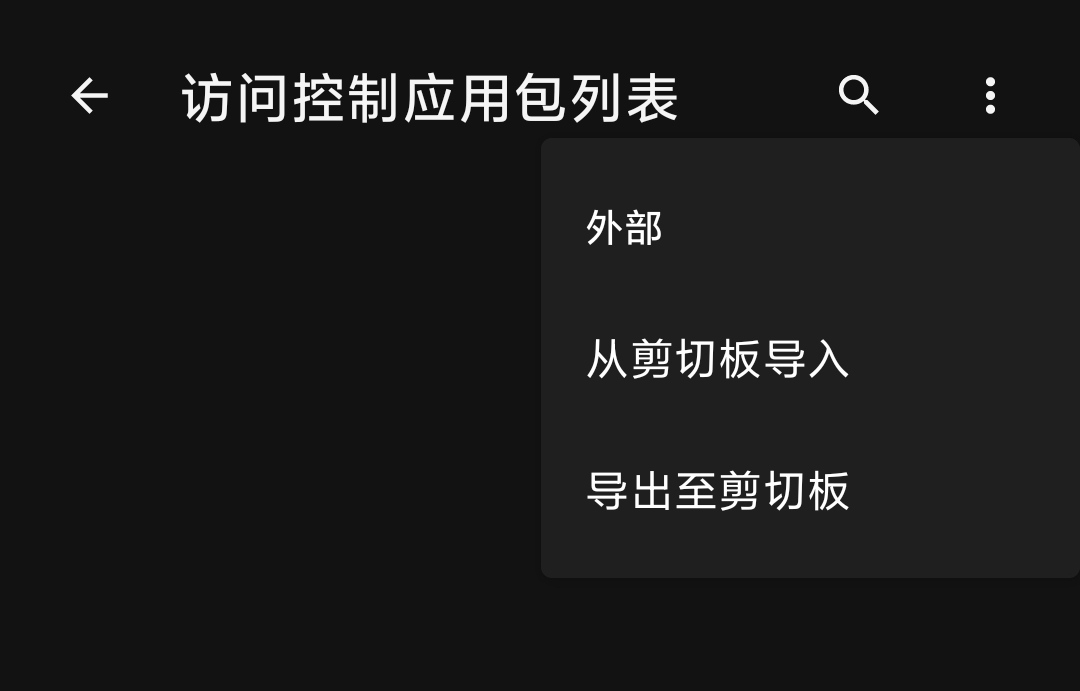 访问控制应用包列表
外部
从剪切板导入
导出至剪切板